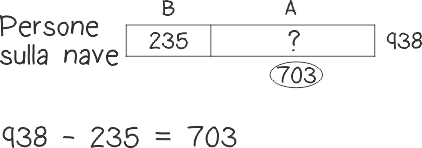 B A
Persone
sulla nave
235 ? 938
703
938 - 235 = 703